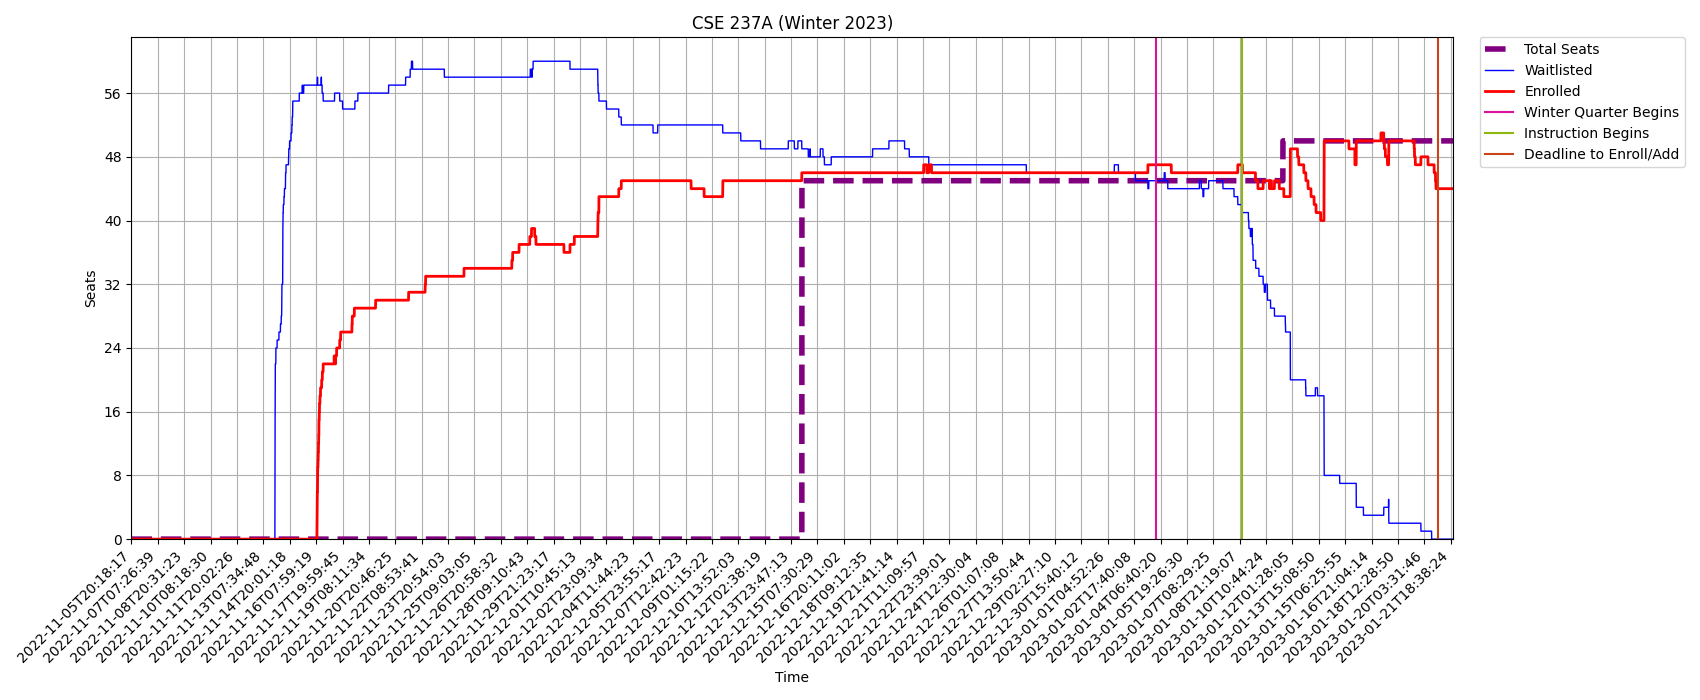 CSE 237A (Winter 2023)
Total Seats
Waitlisted
Enrolled
Winter Quarter Begins
Instruction Begins
Deadline to Enroll/Add
Seats
56
48
40
32
24
16
8
0
2022-11-05T20:18:17
2022-11-07T07:26:39
2022-11-08T20:31:23
2022-11-10T08:18:30
2022-11-11T20:02:26
2022-11-13T07:34:48
2022-11-14T20:01:18
2022-11-16T07:59:19
2022-11-17T19:59:45
2022-11-19T08:11:34
2022-11-20T20:46:25
2022-11-22T08:53:41
2022-11-23T20:54:03
2022-11-25T09:03:05
2022-11-26T20:58:32
2022-11-28T09:10:43
2022-11-29T21:23:17
2022-12-01T10:45:13
2022-12-02T23:09:34
2022-12-04T11:44:23
2022-12-05T23:55:17
2022-12-07T12:42:23
2022-12-09T01:15:22
2022-12-10T13:52:03
2022-12-12T02:38:19
2022-12-13T23:47:13
2022-12-15T07:30:29
2022-12-16T20:11:02
2022-12-18T09:12:35
2022-12-19T21:41:14
2022-12-21T11:09:57
2022-12-22T23:39:01
2022-12-24T12:30:04
2022-12-26T01:07:08
2022-12-27T13:50:44
2022-12-29T02:27:10
2022-12-30T15:40:12
2023-01-01T04:52:26
2023-01-02T17:40:08
2023-01-04T06:40:20
2023-01-05T19:26:30
2023-01-07T08:29:25
2023-01-08T21:19:07
2023-01-10T10:44:24
2023-01-12T01:28:05
2023-01-13T15:08:50
2023-01-15T06:25:55
2023-01-16T21:04:14
2023-01-18T12:28:50
2023-01-20T03:31:46
2023-01-21T18:38:24
Time